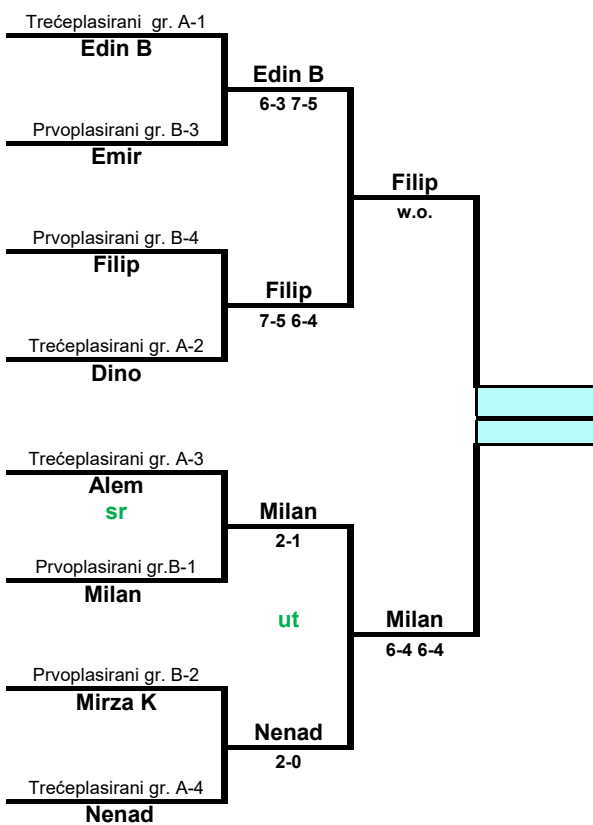 Trećeplasirani  gr. A-1
Edin B
Edin B
6-3 7-5
Prvoplasirani gr. B-3
Emir
Filip
w.o.
Prvoplasirani gr. B-4
Filip
Filip
7-5 6-4
Trećeplasirani gr. A-2
Dino
Trećeplasirani gr. A-3
Alem
sr
Milan
2-1
Prvoplasirani gr.B-1
Milan
ut
Milan
6-4 6-4
Prvoplasirani gr. B-2
Mirza K
Nenad
2-0
Trećeplasirani gr. A-4
Nenad